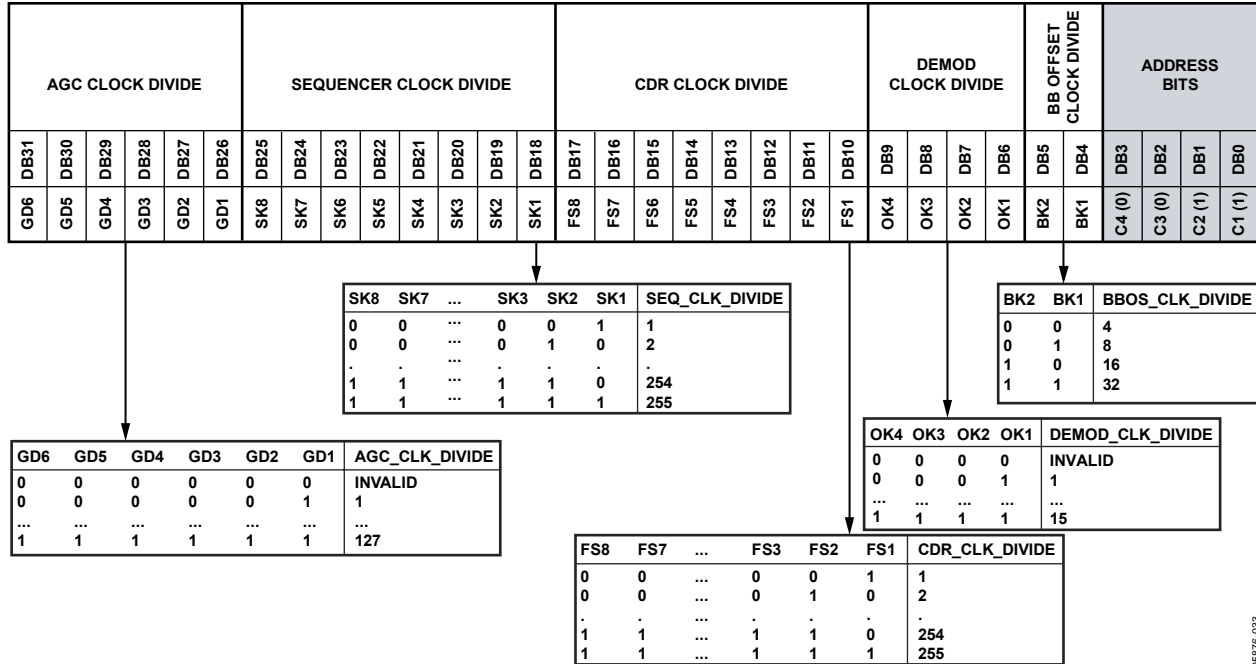 AGC CLOCK DIVIDE
SEQUENCER CLOCK DIVIDE
CDR CLOCK DIVIDE
DEMOD
CLOCK DIVIDE
BB OFFSET
CLOCK DIVIDE
ADDRESS
BITS
DB31 DB30 DB29 DB28 DB27 DB26 DB25 DB24 DB23 DB22 DB21 DB20 DB19 DB18 DB17 DB16 DB15 DB14 DB13 DB12 DB11 DB10 DB9 DB8 DB7 DB6 DB5 DB4 DB3 DB2 DB1 DB0
GD6 GD5 GD4 GD3 GD2 GD1 SK8 SK7 SK6 SK5 SK4 SK3 SK2 SK1 FS8 FS7 FS6 FS5 FS4 FS3 FS2 FS1 OK4 OK3 OK2 OK1 BK2 BK1 C4 (0) C3 (0) C2 (1) C1 (1)
SK8 SK7 ... SK3 SK2 SK1 SEQ_CLK_DIVIDE
0 0 ... 0 0 1 1
0 0 ... 0 1 0 2
. . ... . . . .
1 1 ... 1 1 0 254
1 1 ... 1 1 1 255
BK2 BK1 BBOS_CLK_DIVIDE
0 0 4
0 1 8
1 0 16
1 1 32
OK4 OK3 OK2 OK1 DEMOD_CLK_DIVIDE
0 0 0 0 INVALID
0 0 0 1 1
... ... ... ... ...
1 1 1 1 15
GD6 GD5 GD4 GD3 GD2 GD1 AGC_CLK_DIVIDE
0 0 0 0 0 0 INVALID
0 0 0 0 0 1 1
... ... ... ... ... ... ...
1 1 1 1 1 1 127
FS8 FS7 ... FS3 FS2 FS1 CDR_CLK_DIVIDE
0 0 ... 0 0 1 1
0 0 ... 0 1 0 2
. . ... . . . .
1 1 ... 1 1 0 254
1 1 ... 1 1 1 255